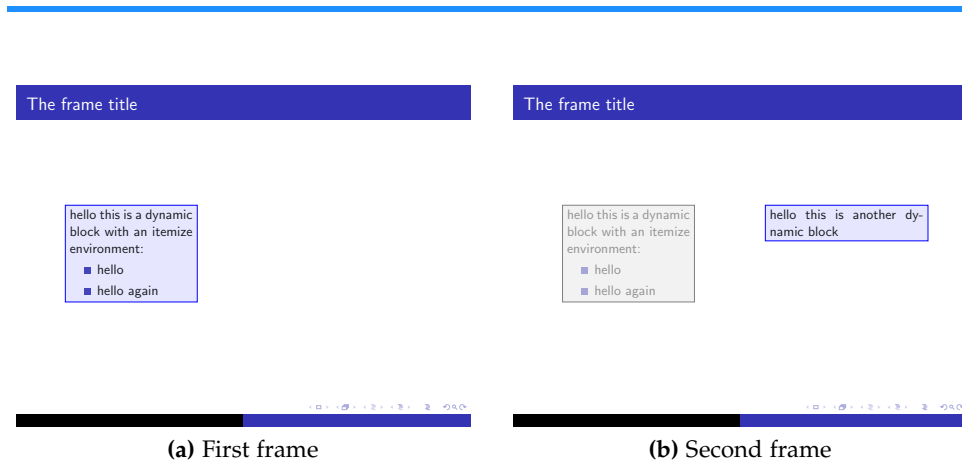 The frame title
hello this is a dynamic
block with an itemize
environment:
hello
hello again
(a) First frame
The frame title
hello this is a dynamic
block with an itemize
environment:
hello
hello again
hello this is another dy-
namic block
(b) Second frame